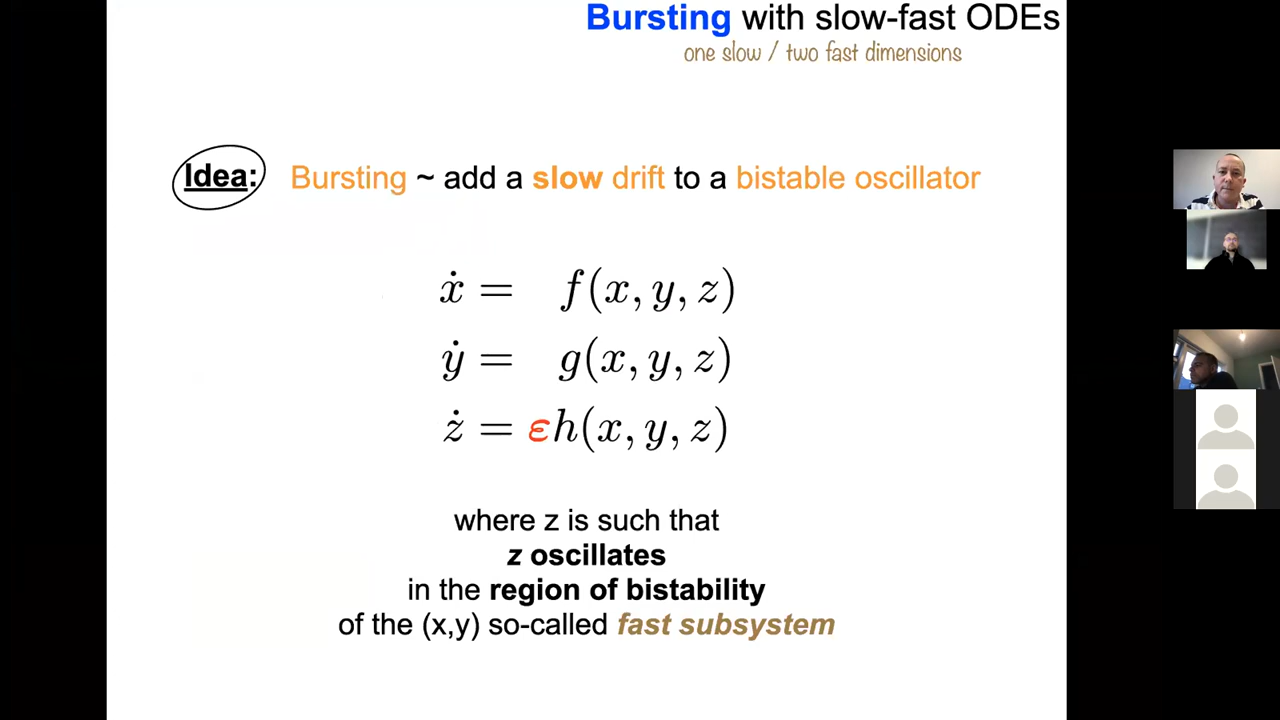 Bursting with slow-fast ODEs
one slow / two fast dimensions
Idea: Bursting ~ add a slow drift to a bistable oscillator
ẋ = f(x, y, z)
ẏ = g(x, y, z)
ż = εh(x, y, z)
where z is such that
z oscillates
in the region of bistability
of the (x,y) so-called fast subsystem